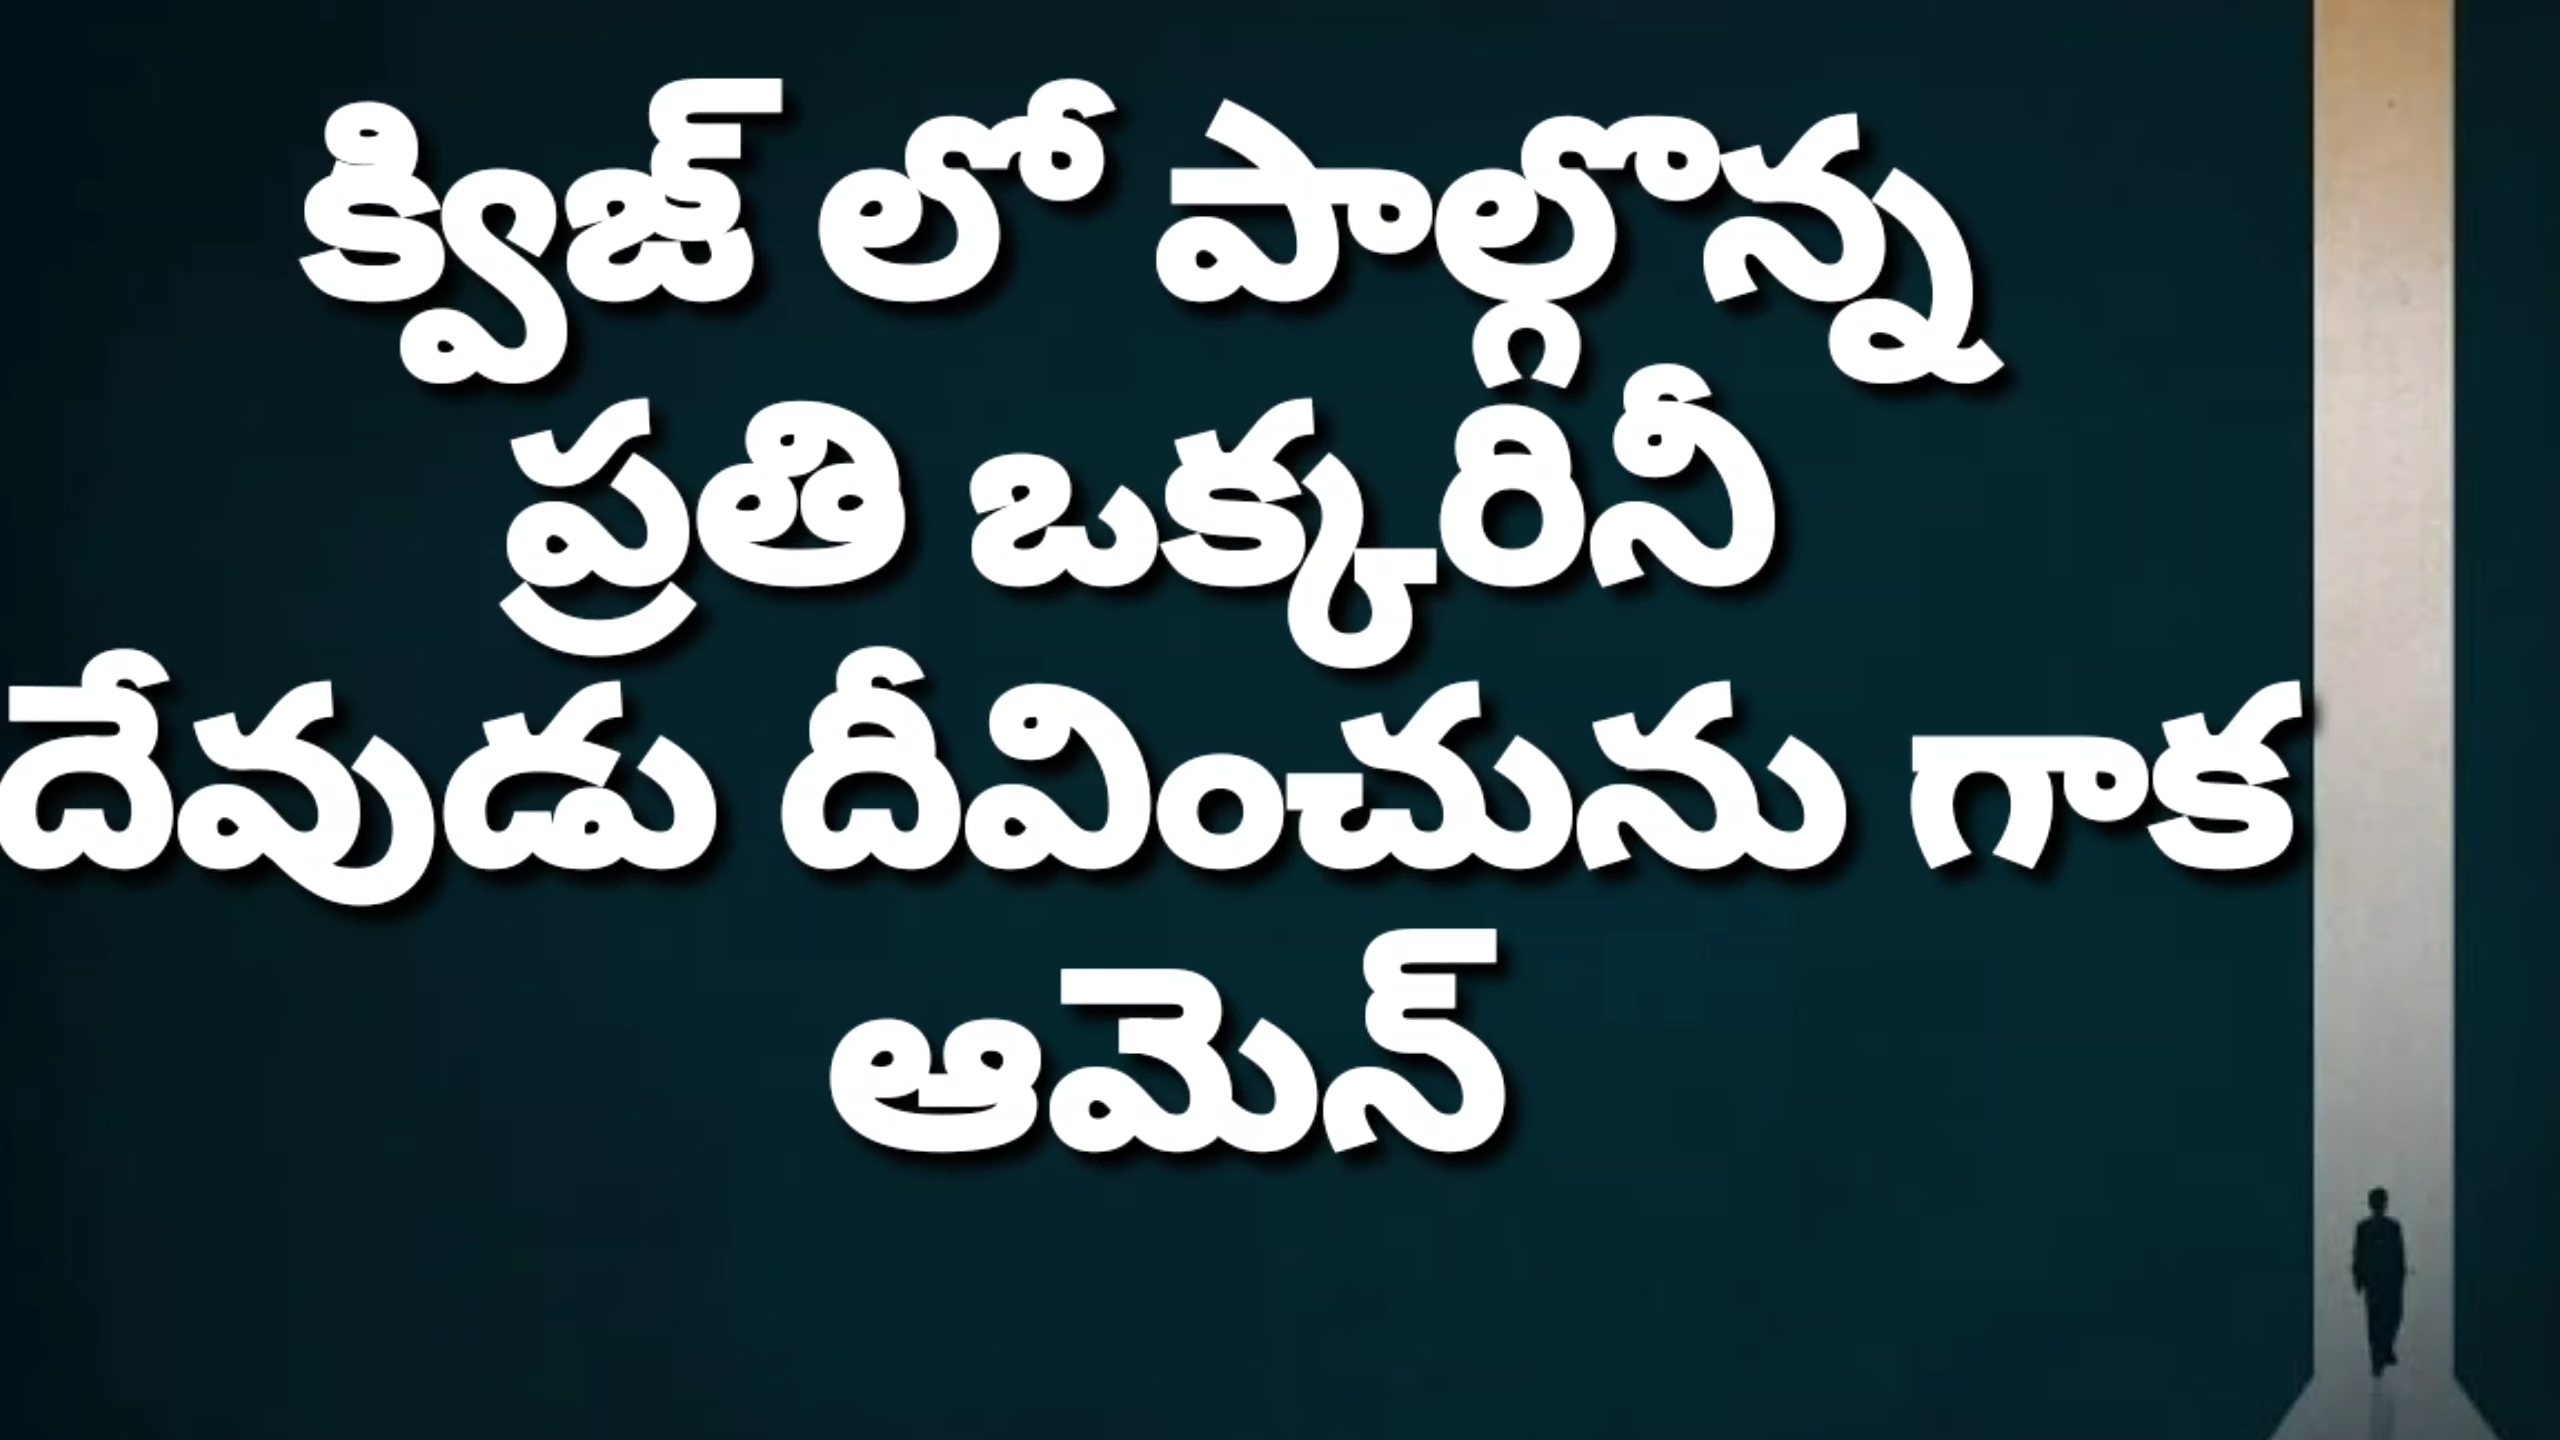 క్విజ్ లో పాల్గొన్న
ప్రతి ఒక్కరినీ
దేవుడు దీవించును గాక
ఆమెన్